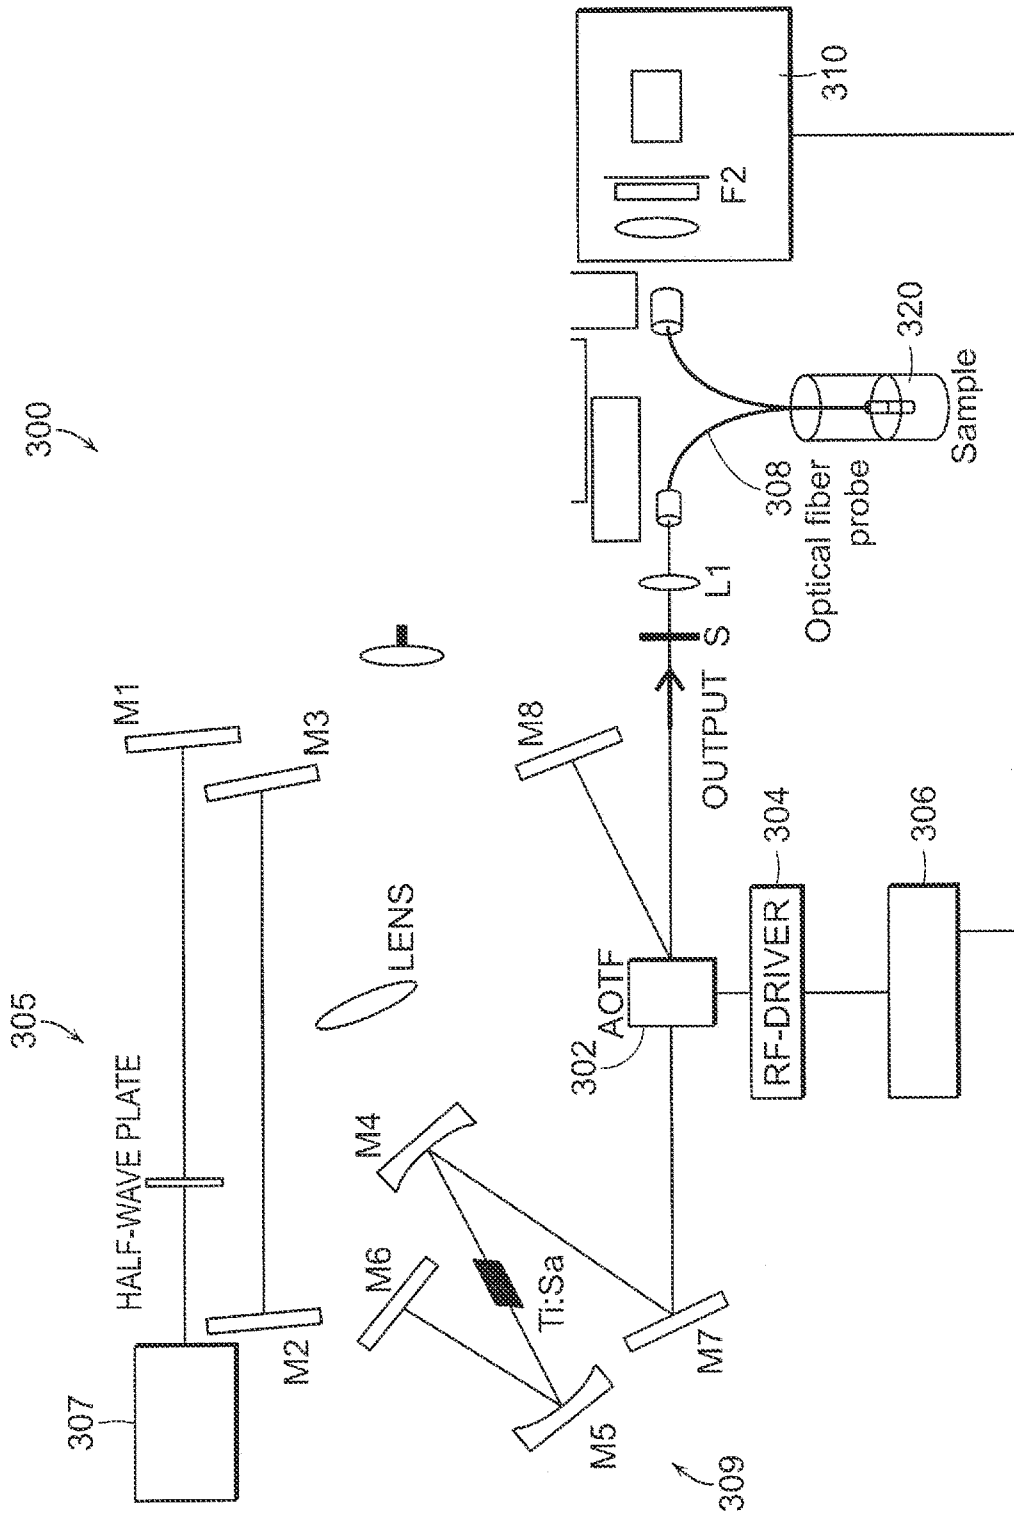 300
305
307
HALF-WAVE PLATE
M1
M2
M3
LENS
M4
M6
Ti:Sa
M5
M7
309
M8
AOTF
302
OUTPUT
S
L1
RF-DRIVER
304
306
308
Optical fiber
probe
320
Sample
F2
310